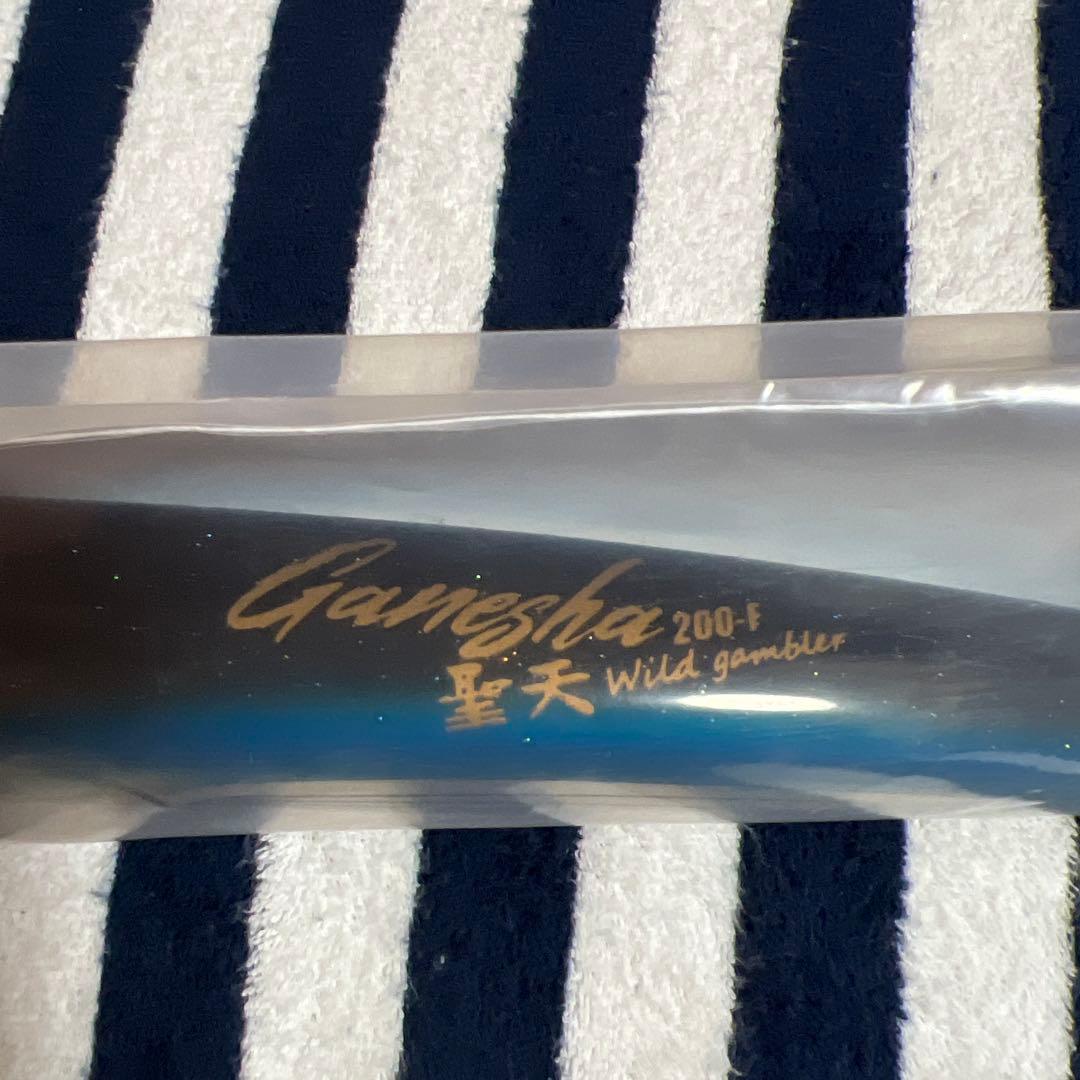 Ganesha 200-F
聖天 Wild gambler